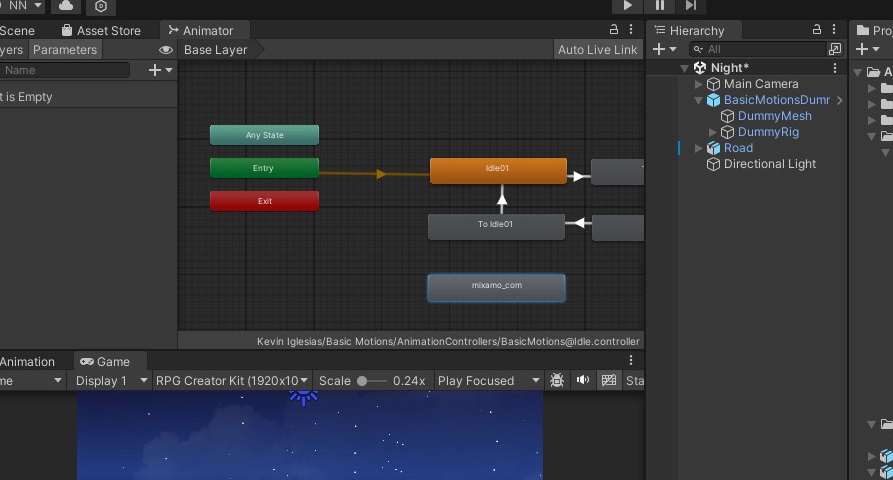 NN
Scene
Asset Store
Animator
Hierarchy
Proj
yers
Parameters
Base Layer
Auto Live Link
All
Name
t is Empty
Any State
Entry
Exit
Idle01
To Idle01
mixamo_com
Kevin Iglesias/Basic Motions/AnimationControllers/BasicMotions@Idle.controller
Night*
Main Camera
BasicMotionsDumr
DummyMesh
DummyRig
Road
Directional Light
A
Animation
Game
me
Display 1
RPG Creator Kit (1920x10
Scale
0.24x
Play Focused
Sta